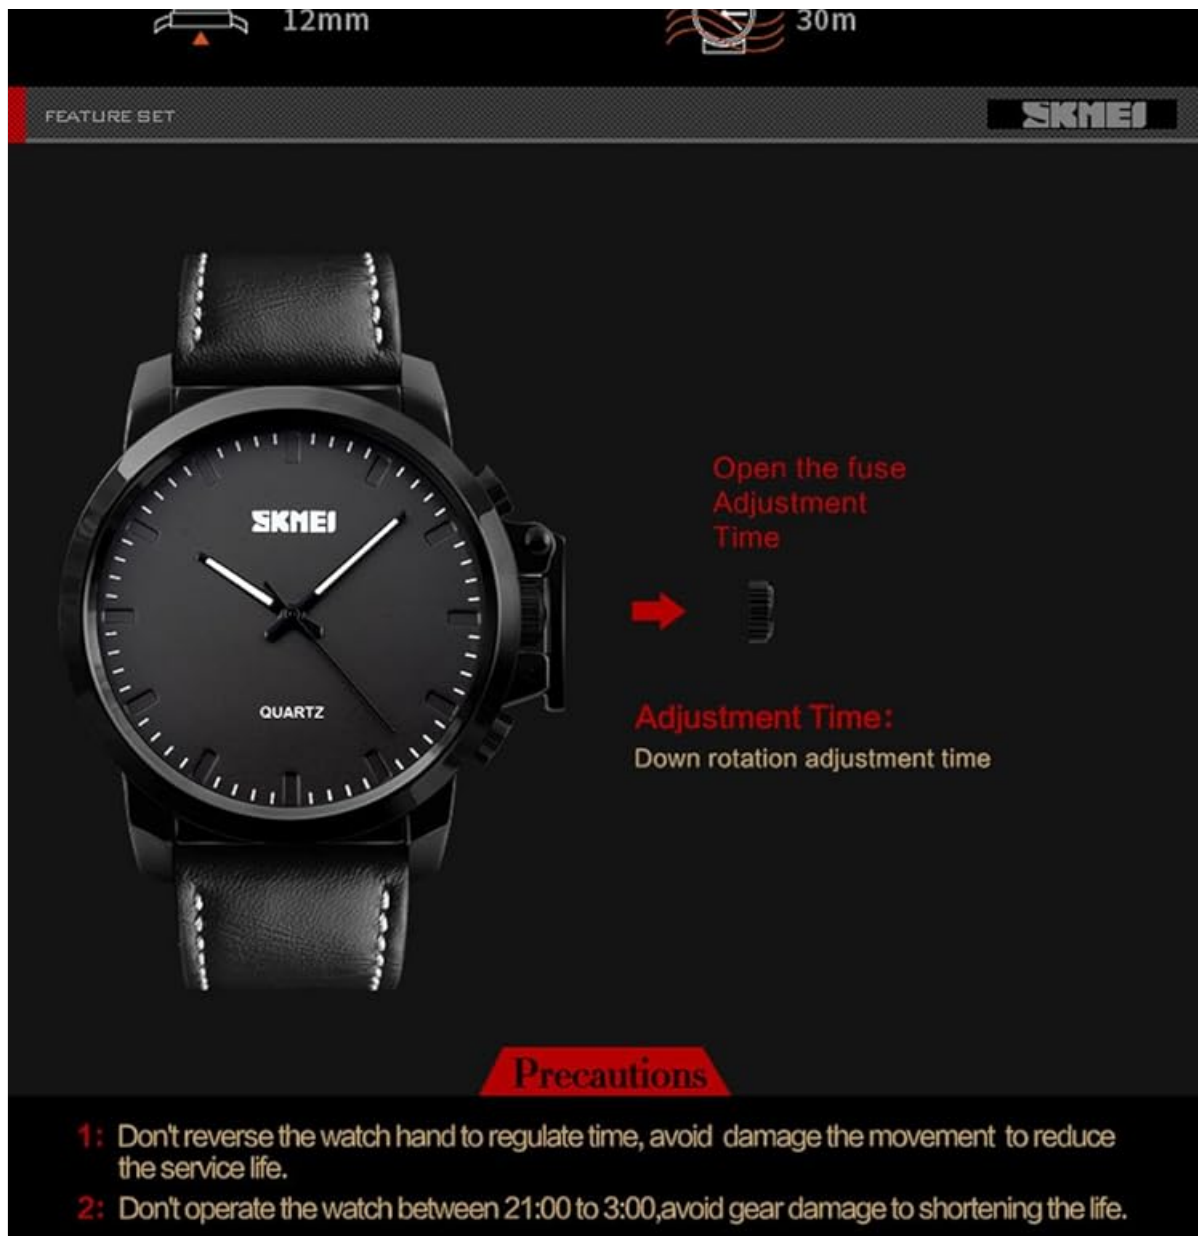 12mm
30m
FEATURE SET
SKMEI
SKMEI
QUARTZ
Open the fuse
Adjustment
Time
Adjustment Time:
Down rotation adjustment time
Precautions
1: Don't reverse the watch hand to regulate time, avoid damage the movement to reduce
the service life.
2: Don't operate the watch between 21:00 to 3:00,avoid gear damage to shortening the life.